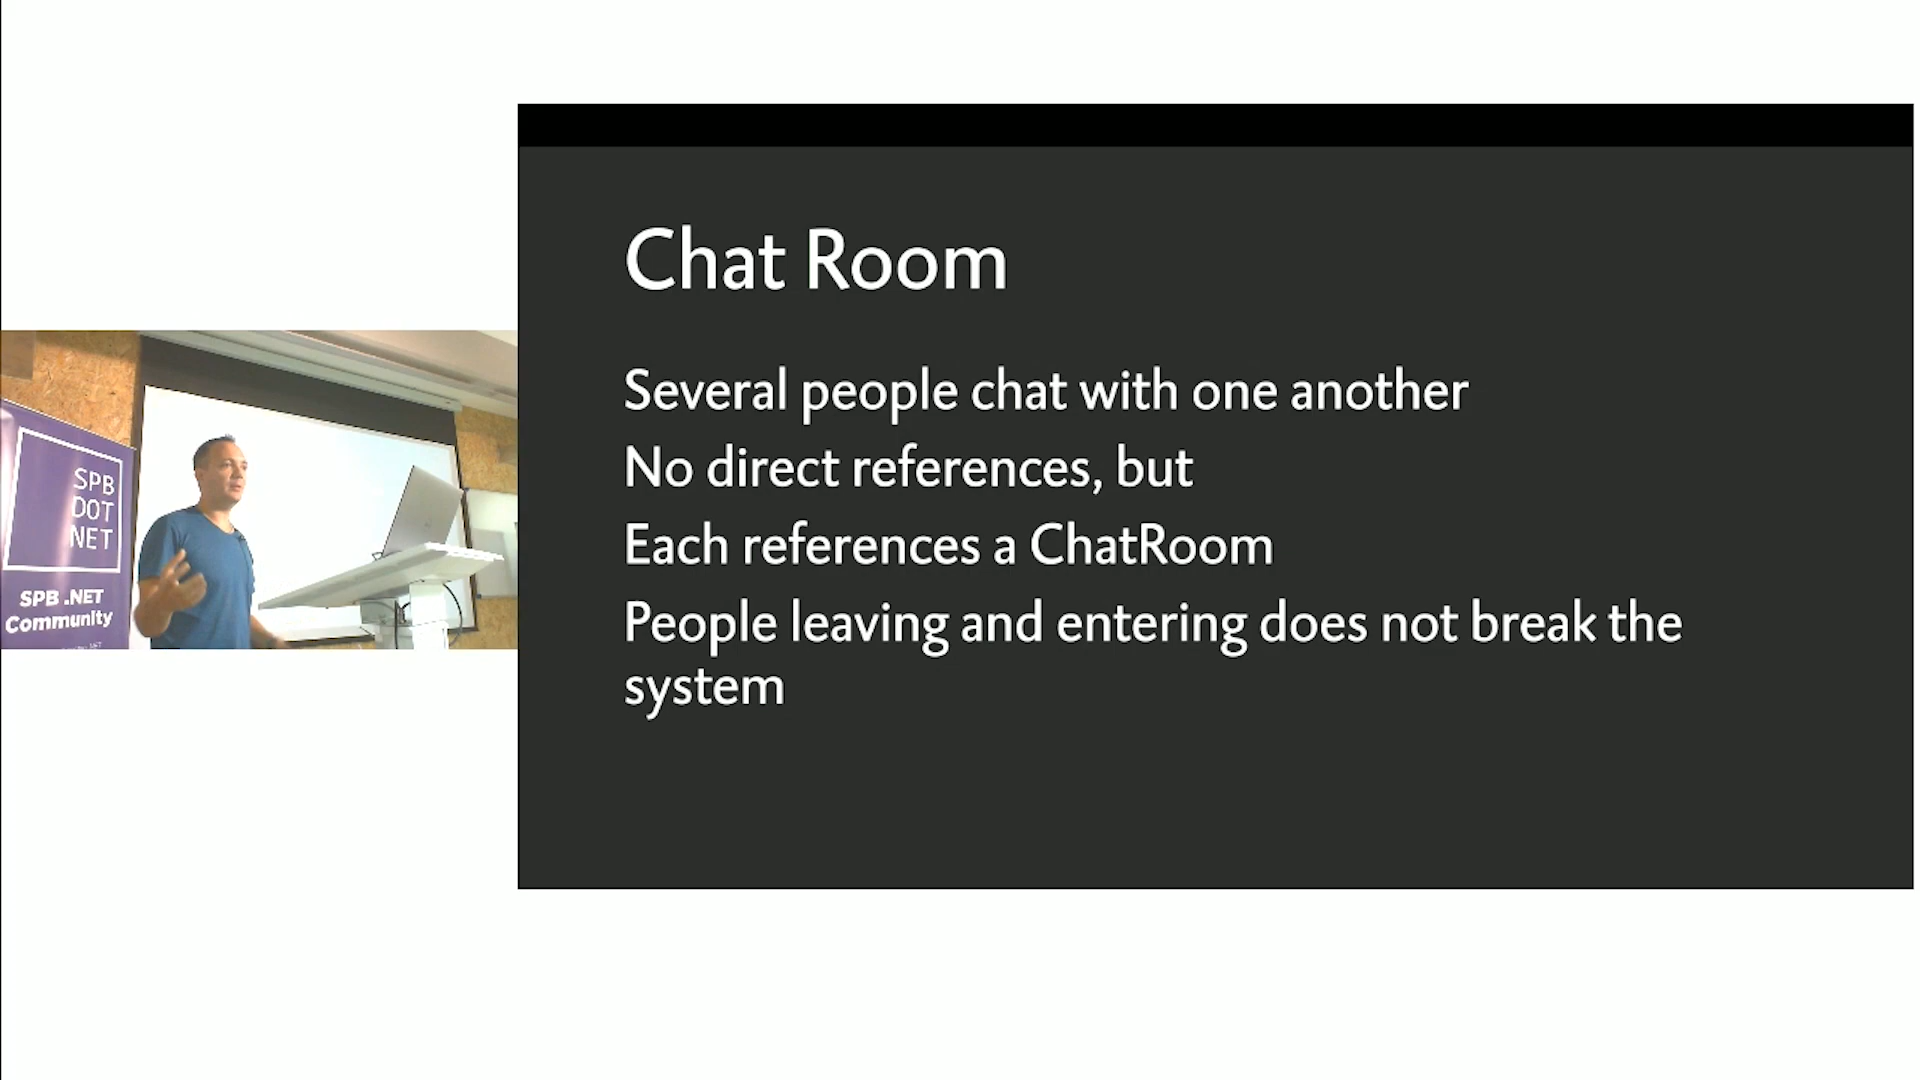 Chat Room
Several people chat with one another
No direct references, but
Each references a ChatRoom
People leaving and entering does not break the
system
SPB
DOT
NET
SPB .NET
Community